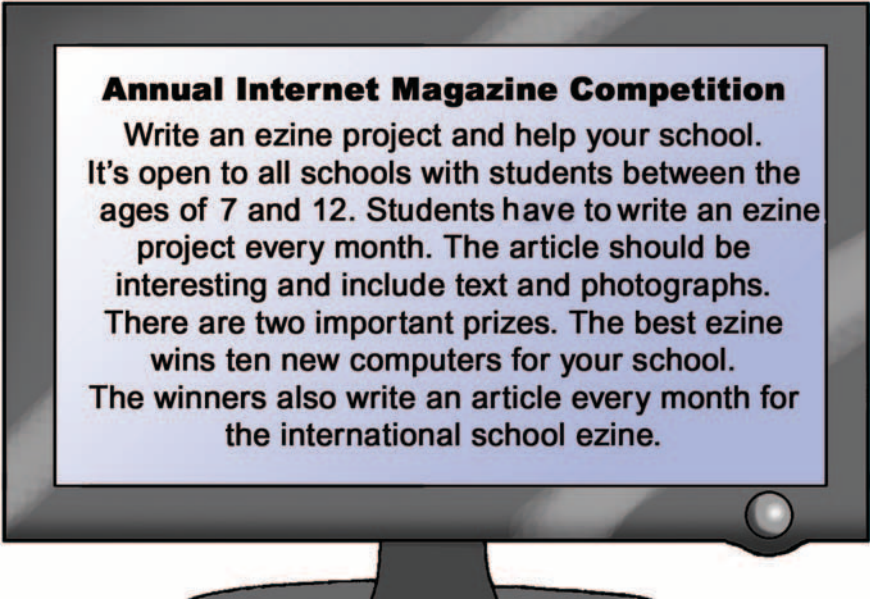 Annual Internet Magazine Competition
Write an ezine project and help your school.
It's open to all schools with students between the
ages of 7 and 12. Students have to write an ezine
project every month. The article should be
interesting and include text and photographs.
There are two important prizes. The best ezine
wins ten new computers for your school.
The winners also write an article every month for
the international school ezine.